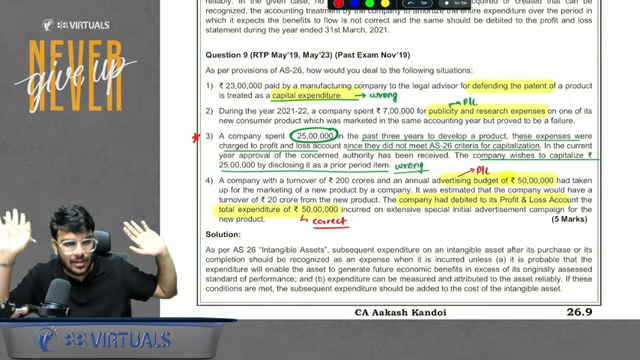 BB VIRTUALS
NEVER
give up
reliably. In the given case, no
acquired or created that can be
recognized, the accounting treatment by the company to amortize the entire expenditure over the period in
which it expects the benefits to flow is not correct and the same should be debited to the profit and loss
statement during the year ended 31st March, 2021.
Question 9 (RTP May'19, May'23) (Past Exam Nov'19)
As per provisions of AS-26, how would you deal to the following situations:
1) ₹ 23,00,000 paid by a manufacturing company to the legal advisor for defending the patent of a product
is treated as a capital expenditure. → wrong
P/L
2) During the year 2021-22, a company spent ₹ 7,00,000 for publicity and research expenses on one of its
new consumer product which was marketed in the same accounting year but proved to be a failure.
* 3) A company spent ₹ 25,00,000 in the past three years to develop a product, these expenses were
charged to profit and loss account since they did not meet AS-26 criteria for capitalization. In the current
year approval of the concerned authority has been received. The company wishes to capitalize ₹
25,00,000 by disclosing it as a prior period item. wrong
P/L
4) A company with a turnover of ₹ 200 crores and an annual advertising budget of ₹ 50,00,000 had taken
up for the marketing of a new product by a company. It was estimated that the company would have a
turnover of ₹ 20 crore from the new product. The company had debited to its Profit & Loss Account the
total expenditure of ₹ 50,00,000 incurred on extensive special initial advertisement campaign for the
new product. (5 Marks)
↳ correct
Solution:
As per AS 26 "Intangible Assets", subsequent expenditure on an intangible asset after its purchase or its
completion should be recognized as an expense when it is incurred unless (a) it is probable that the
expenditure will enable the asset to generate future economic benefits in excess of its originally assessed
standard of performance; and (b) expenditure can be measured and attributed to the asset reliably. If these
conditions are met, the subsequent expenditure should be added to the cost of the intangible asset.
CA Aakash Kandoi 26.9
BB VIRTUALS